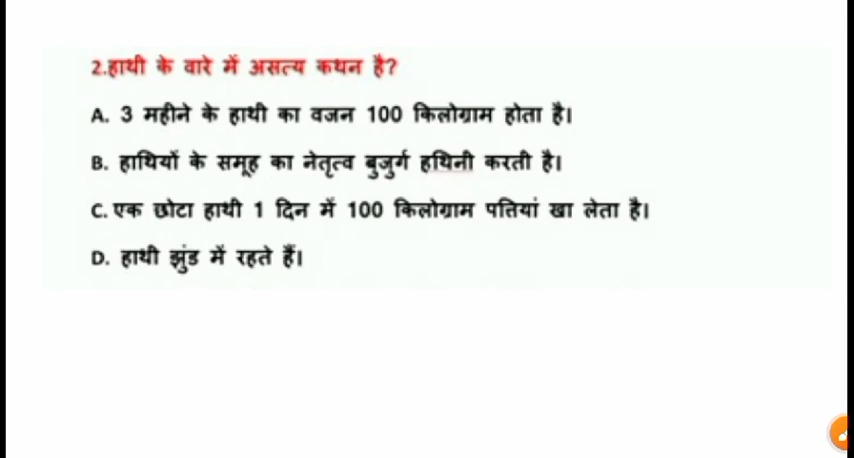 2.हाथी के वारे में असत्य कथन है?
A. 3 महीने के हाथी का वजन 100 किलोग्राम होता है।
B. हाथियों के समूह का नेतृत्व बुजुर्ग हथिनी करती है।
C. एक छोटा हाथी 1 दिन में 100 किलोग्राम पत्तियां खा लेता है।
D. हाथी झुंड में रहते हैं।